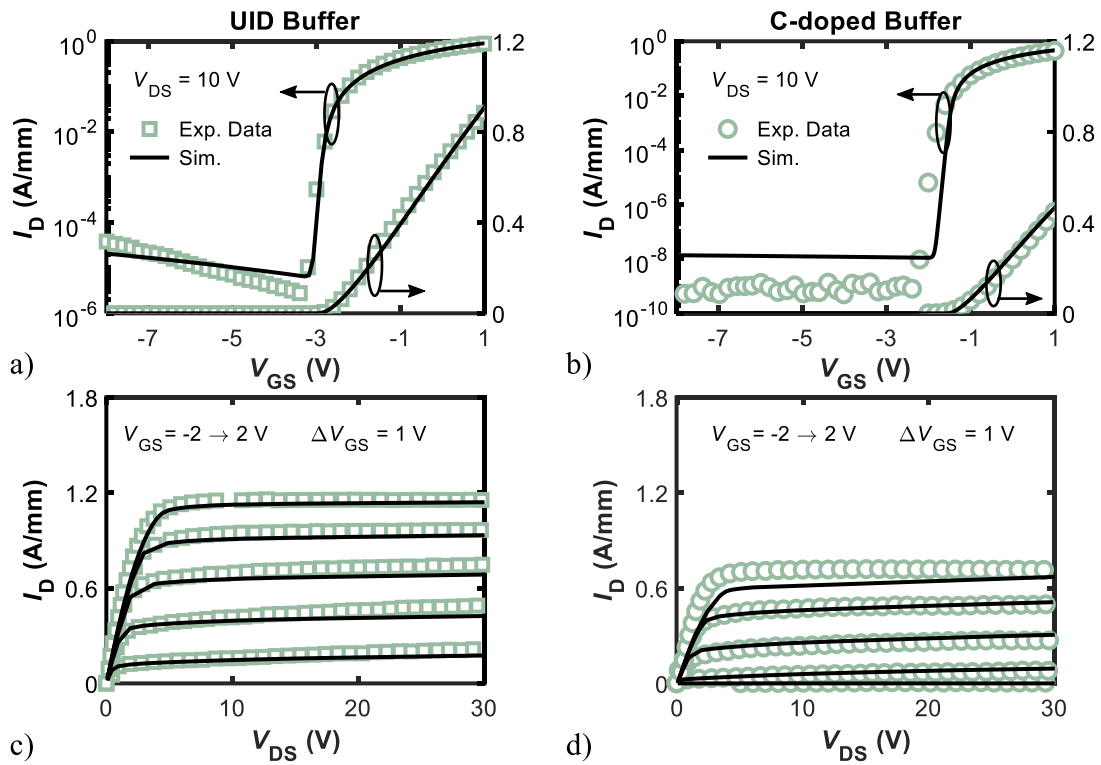 UID Buffer
C-doped Buffer
10⁰
10⁻²
10⁻⁴
10⁻⁶
I_D (A/mm)
V_DS = 10 V
Exp. Data
Sim.
1.2
0.8
0.4
0
-7 -5 -3 -1 1
V_GS (V)
a)
10⁰
10⁻²
10⁻⁴
10⁻⁶
10⁻⁸
10⁻¹⁰
I_D (A/mm)
V_DS = 10 V
Exp. Data
Sim.
1.2
0.8
0.4
0
-7 -5 -3 -1 1
V_GS (V)
b)
1.8
1.2
0.6
0
I_D (A/mm)
V_GS = -2 → 2 V ΔV_GS = 1 V
0 10 20 30
V_DS (V)
c)
1.8
1.2
0.6
0
I_D (A/mm)
V_GS = -2 → 2 V ΔV_GS = 1 V
0 10 20 30
V_DS (V)
d)